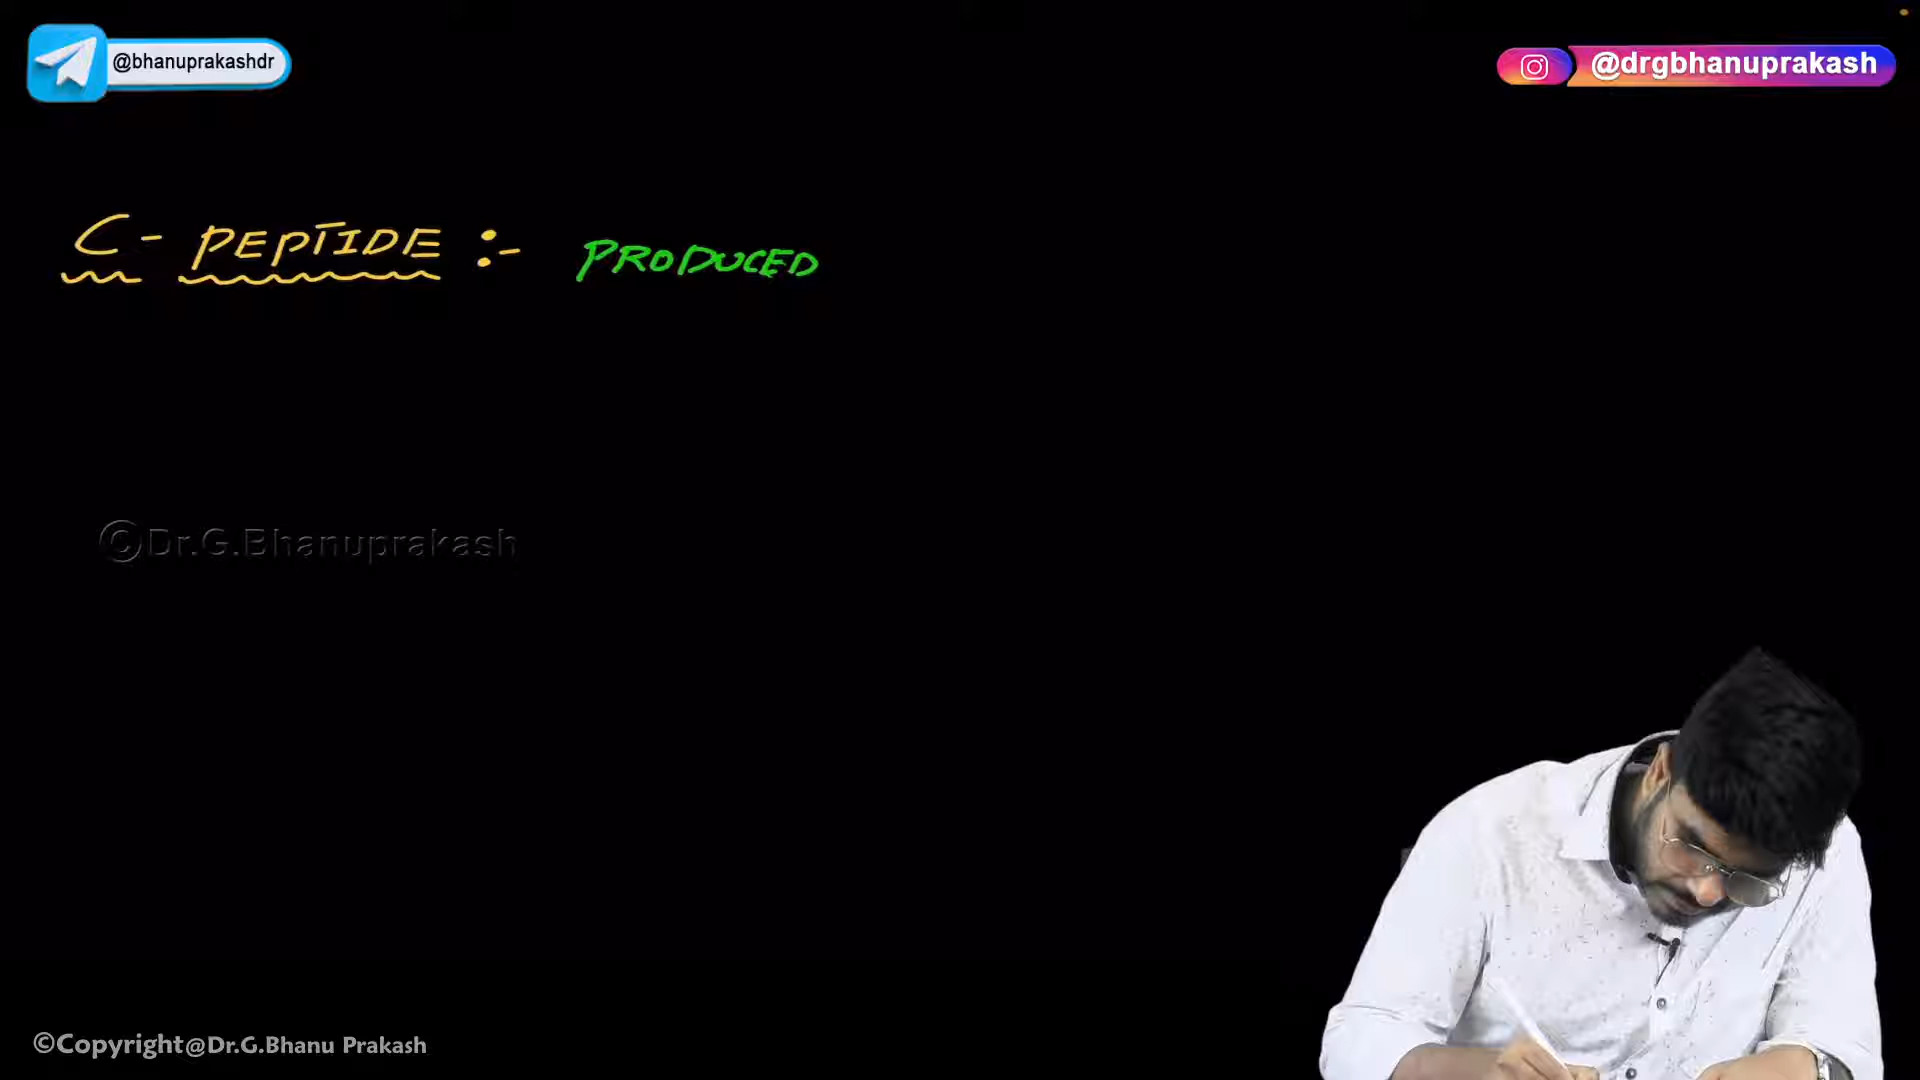 @bhanuprakashdr
@drgbhanuprakash
C- PEPTIDE :- PRODUCED
©Dr.G.Bhanuprakash
©Copyright@Dr.G.Bhanu Prakash